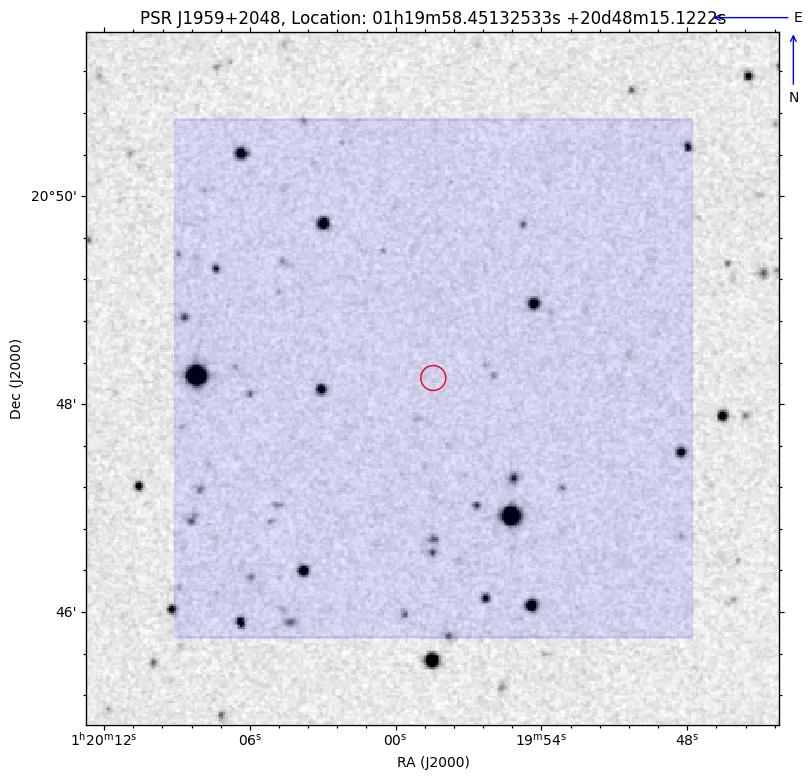 PSR J1959+2048, Location: 01h19m58.45132533s +20d48m15.1222s
E
N
20°50'
48'
46'
Dec (J2000)
1ʰ20ᵐ12ˢ 06ˢ 00ˢ 19ᵐ54ˢ 48ˢ
RA (J2000)